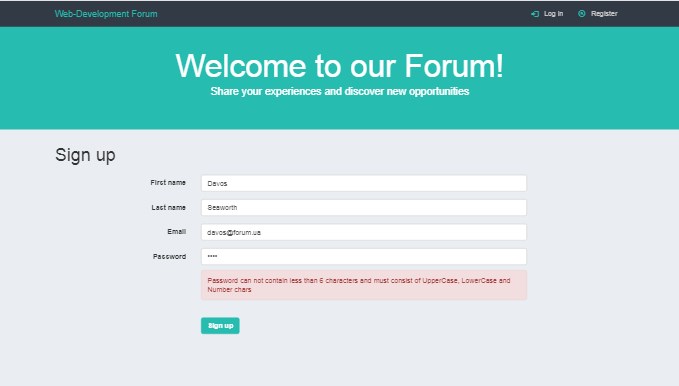 Web-Development Forum Log in Register
Welcome to our Forum!
Share your experiences and discover new opportunities
Sign up
First name Davos
Last name Seaworth
Email davos@forum.ua
Password ••••
Password can not contain less than 6 characters and must consist of UpperCase, LowerCase and
Number chars
Sign up